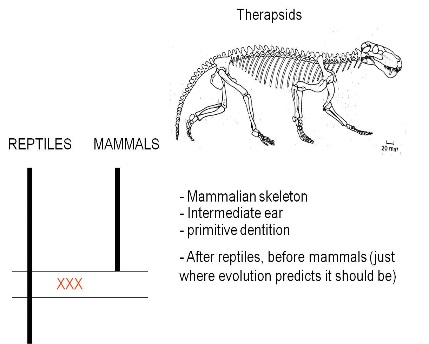 Therapsids
20 mm
REPTILES MAMMALS
XXX
- Mammalian skeleton
- Intermediate ear
- primitive dentition
- After reptiles, before mammals (just
where evolution predicts it should be)